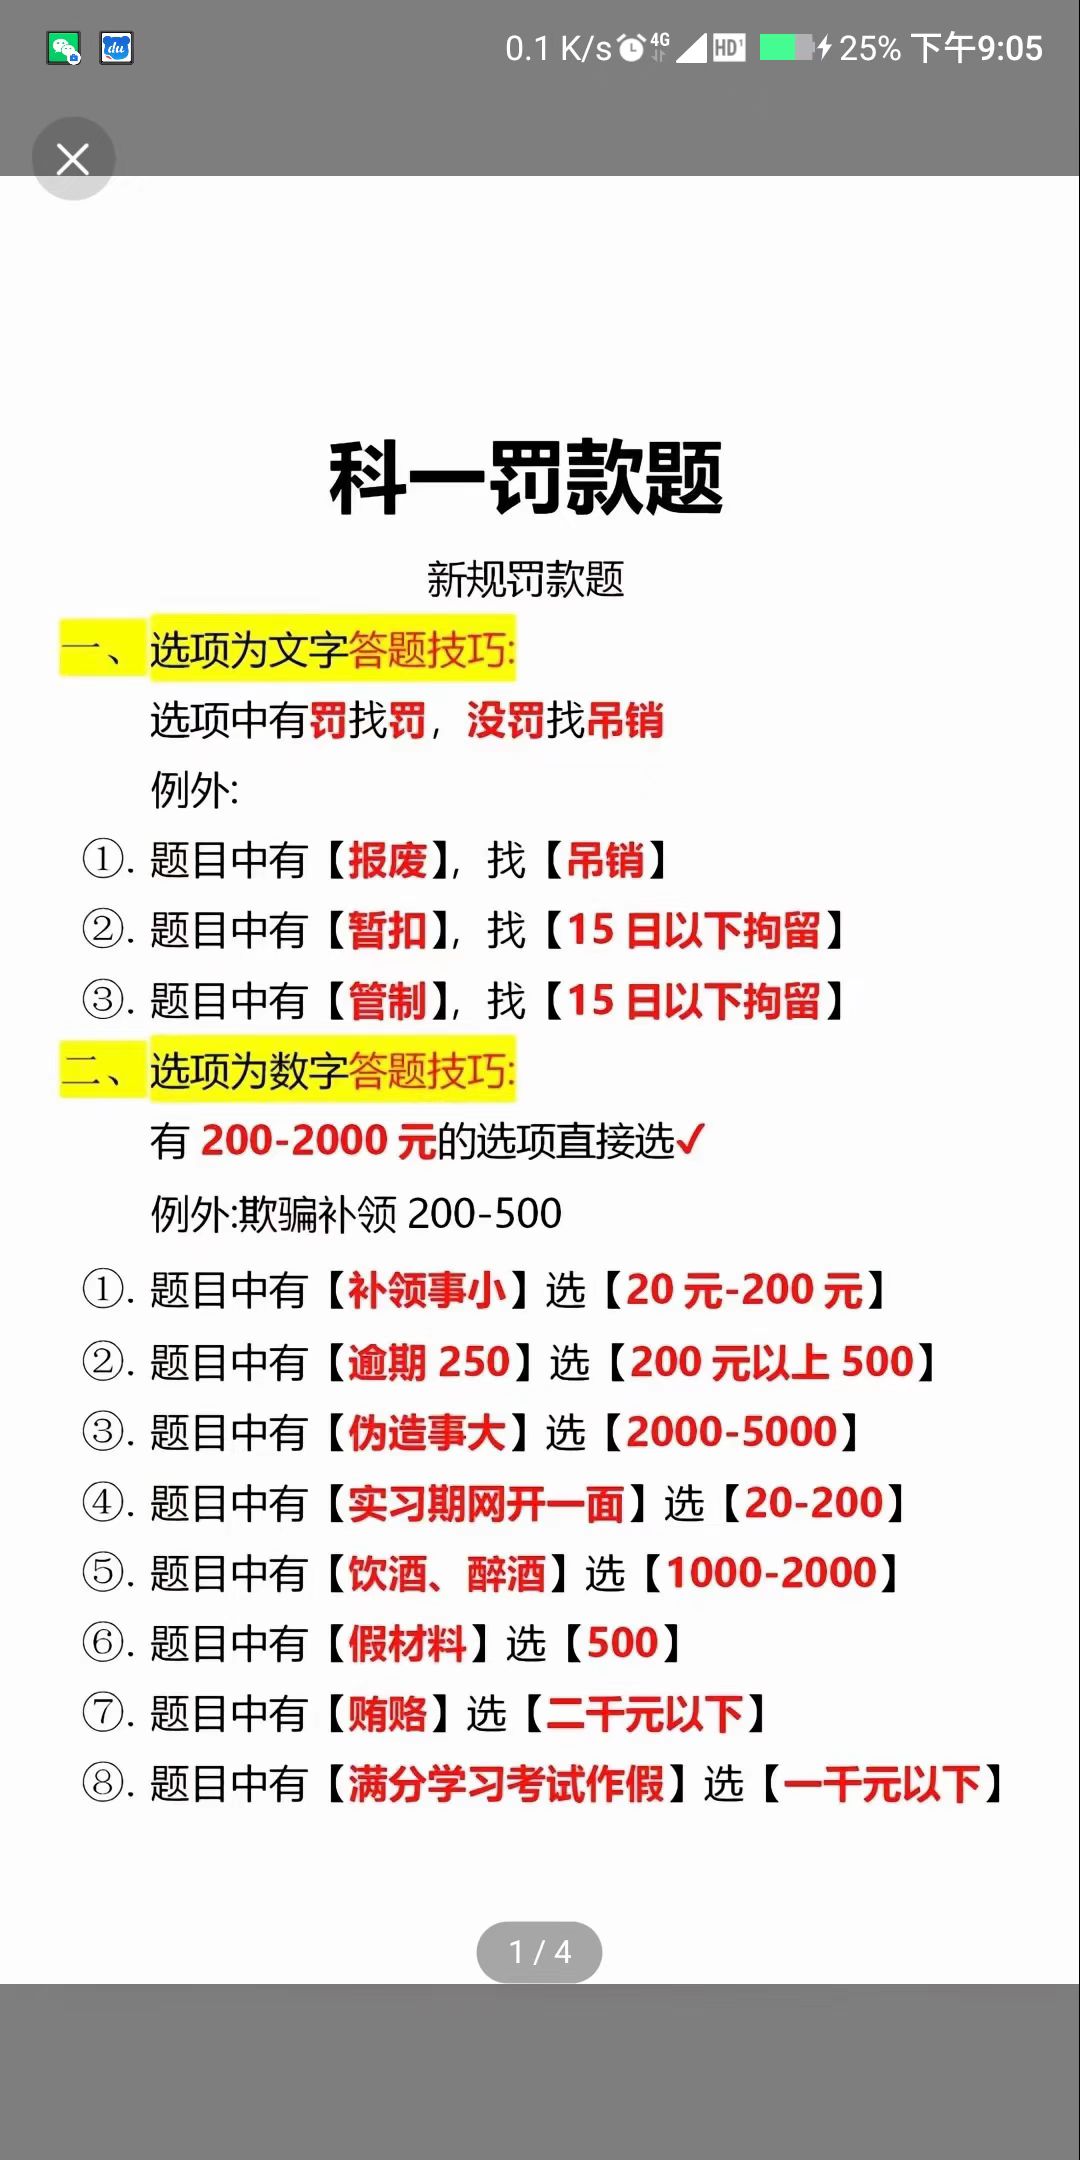 0.1 K/s 4G HD¹ 25% 下午9:05
科一罚款题
新规罚款题
一、选项为文字答题技巧:
选项中有罚找罚，没罚找吊销
例外:
①. 题目中有【报废】，找【吊销】
②. 题目中有【暂扣】，找【15 日以下拘留】
③. 题目中有【管制】，找【15 日以下拘留】
二、选项为数字答题技巧:
有 200-2000 元的选项直接选✓
例外:欺骗补领 200-500
①. 题目中有【补领事小】选【20 元-200 元】
②. 题目中有【逾期 250】选【200 元以上 500】
③. 题目中有【伪造事大】选【2000-5000】
④. 题目中有【实习期网开一面】选【20-200】
⑤. 题目中有【饮酒、醉酒】选【1000-2000】
⑥. 题目中有【假材料】选【500】
⑦. 题目中有【贿赂】选【二千元以下】
⑧. 题目中有【满分学习考试作假】选【一千元以下】
1 / 4